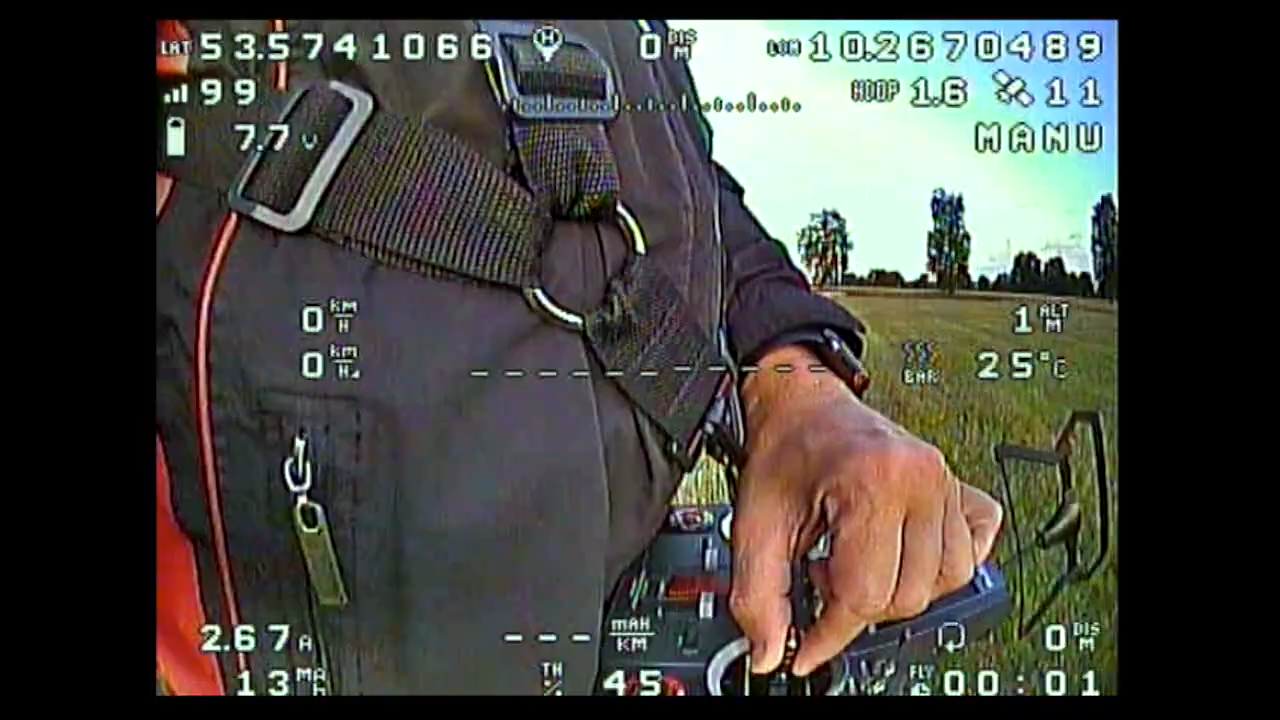 LAT 53.5741066 H 0 DIS M LON 10.2670489
99 HDOP 1.6 11
7.7 V MANU
0 KM/H 1 ALT M
0 KM/H BAR 25°C
2.67 A --- MAH/KM 0 DIS M
13 MAH TH % 45 FLY 00:01